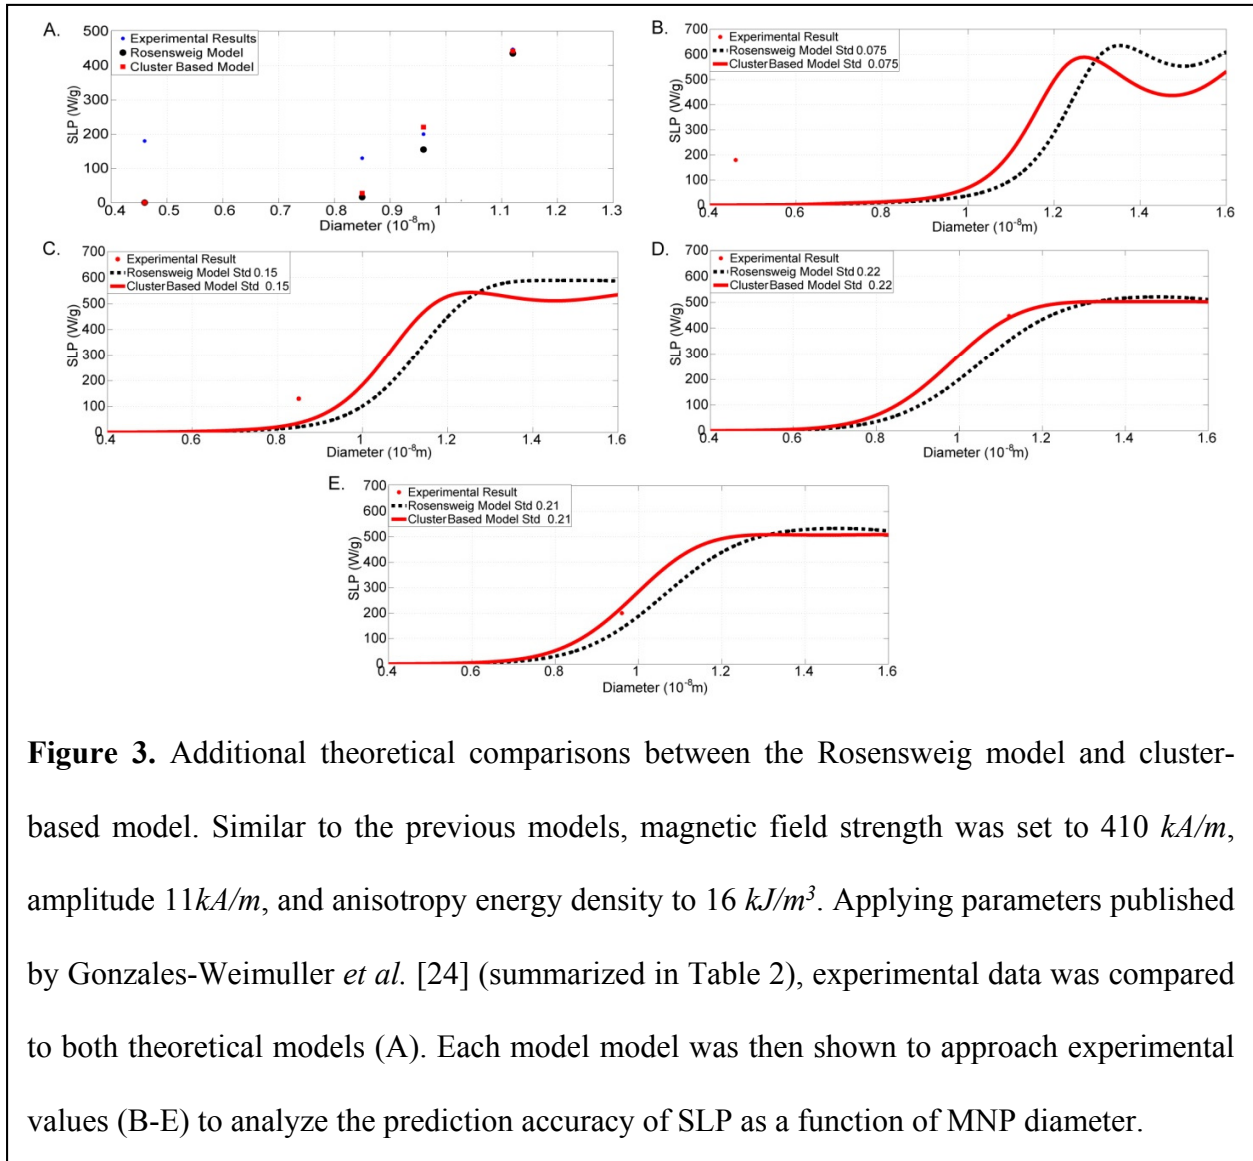 A.
500
400
300
200
100
0
SLP (W/g)
Experimental Results
Rosensweig Model
Cluster Based Model
0.4 0.5 0.6 0.7 0.8 0.9 1 1.1 1.2 1.3
Diameter (10⁻⁸m)
B.
700
600
500
400
300
200
100
0
SLP (W/g)
Experimental Result
Rosensweig Model Std 0.075
ClusterBased Model Std 0.075
0.4 0.6 0.8 1 1.2 1.4 1.6
Diameter (10⁻⁸m)
C.
700
600
500
400
300
200
100
0
SLP (W/g)
Experimental Result
Rosensweig Model Std 0.15
ClusterBased Model Std 0.15
0.4 0.6 0.8 1 1.2 1.4 1.6
Diameter (10⁻⁸m)
D.
700
600
500
400
300
200
100
0
SLP (W/g)
Experimental Result
Rosensweig Model Std 0.22
ClusterBased Model Std 0.22
0.4 0.6 0.8 1 1.2 1.4 1.6
Diameter (10⁻⁸m)
E.
700
600
500
400
300
200
100
0
SLP (W/g)
Experimental Result
Rosensweig Model Std 0.21
ClusterBased Model Std 0.21
0.4 0.6 0.8 1 1.2 1.4 1.6
Diameter (10⁻⁸m)
Figure 3. Additional theoretical comparisons between the Rosensweig model and cluster-
based model. Similar to the previous models, magnetic field strength was set to 410 kA/m,
amplitude 11kA/m, and anisotropy energy density to 16 kJ/m³. Applying parameters published
by Gonzales-Weimuller et al. [24] (summarized in Table 2), experimental data was compared
to both theoretical models (A). Each model model was then shown to approach experimental
values (B-E) to analyze the prediction accuracy of SLP as a function of MNP diameter.